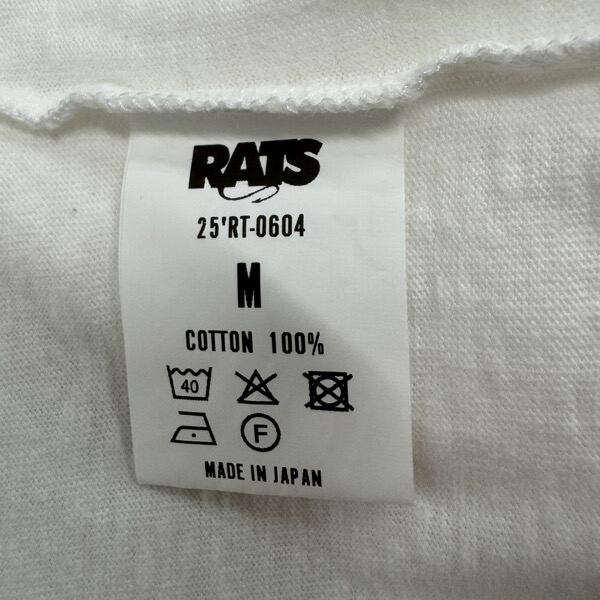 RATS
25'RT-0604
M
COTTON 100%
40
F
MADE IN JAPAN